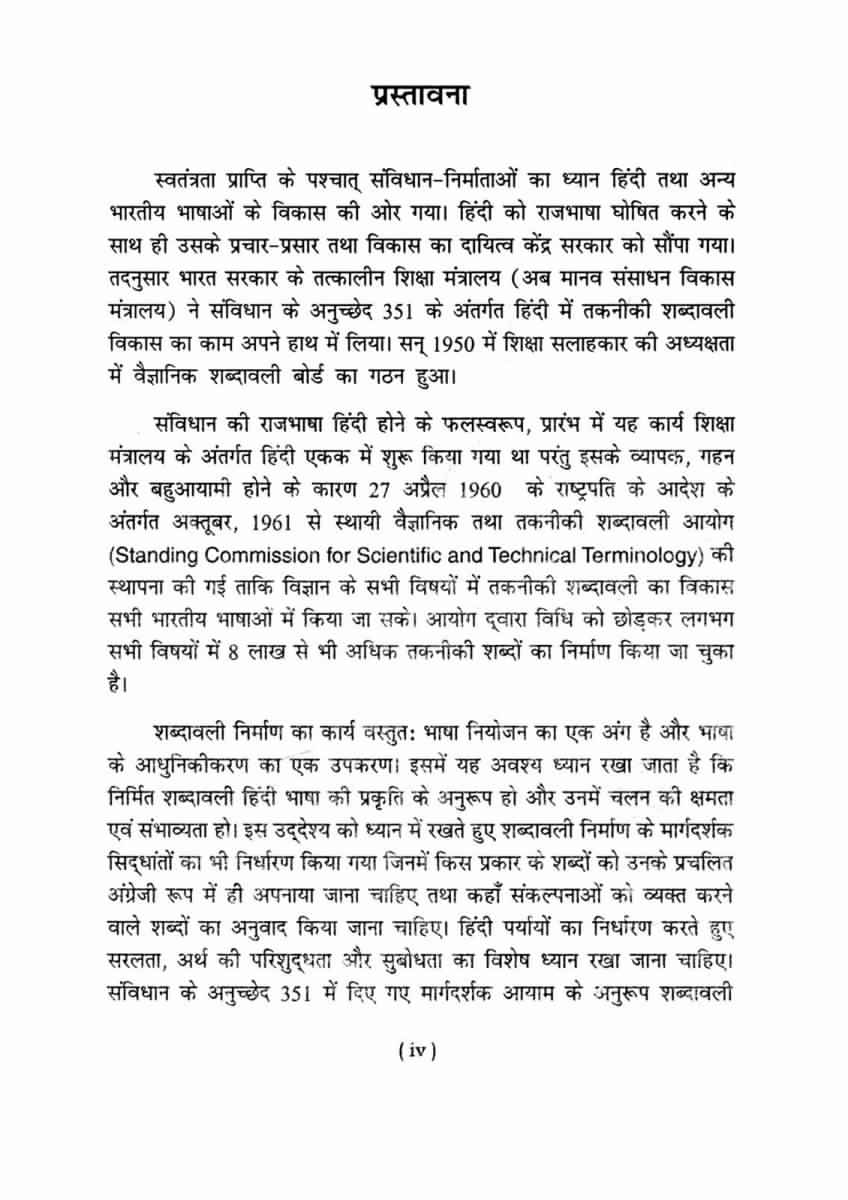 प्रस्तावना
स्वतंत्रता प्राप्ति के पश्चात् संविधान-निर्माताओं का ध्यान हिंदी तथा अन्य
भारतीय भाषाओं के विकास की ओर गया। हिंदी को राजभाषा घोषित करने के
साथ ही उसके प्रचार-प्रसार तथा विकास का दायित्व केंद्र सरकार को सौंपा गया।
तदनुसार भारत सरकार के तत्कालीन शिक्षा मंत्रालय (अब मानव संसाधन विकास
मंत्रालय) ने संविधान के अनुच्छेद 351 के अंतर्गत हिंदी में तकनीकी शब्दावली
विकास का काम अपने हाथ में लिया। सन् 1950 में शिक्षा सलाहकार की अध्यक्षता
में वैज्ञानिक शब्दावली बोर्ड का गठन हुआ।
संविधान की राजभाषा हिंदी होने के फलस्वरूप, प्रारंभ में यह कार्य शिक्षा
मंत्रालय के अंतर्गत हिंदी एकक में शुरू किया गया था परंतु इसके व्यापक, गहन
और बहुआयामी होने के कारण 27 अप्रैल 1960 के राष्ट्रपति के आदेश के
अंतर्गत अक्तूबर, 1961 से स्थायी वैज्ञानिक तथा तकनीकी शब्दावली आयोग
(Standing Commission for Scientific and Technical Terminology) की
स्थापना की गई ताकि विज्ञान के सभी विषयों में तकनीकी शब्दावली का विकास
सभी भारतीय भाषाओं में किया जा सके। आयोग द्‌वारा विधि को छोड़कर लगभग
सभी विषयों में 8 लाख से भी अधिक तकनीकी शब्दों का निर्माण किया जा चुका
है।
शब्दावली निर्माण का कार्य वस्तुत: भाषा नियोजन का एक अंग है और भाषा
के आधुनिकीकरण का एक उपकरण। इसमें यह अवश्य ध्यान रखा जाता है कि
निर्मित शब्दावली हिंदी भाषा की प्रकृति के अनुरूप हो और उनमें चलन की क्षमता
एवं संभाव्यता हो। इस उद्‌देश्य को ध्यान में रखते हुए शब्दावली निर्माण के मार्गदर्शक
सिद्‌धांतों का भी निर्धारण किया गया जिनमें किस प्रकार के शब्दों को उनके प्रचलित
अंग्रेजी रूप में ही अपनाया जाना चाहिए तथा कहाँ संकल्पनाओं को व्यक्त करने
वाले शब्दों का अनुवाद किया जाना चाहिए। हिंदी पर्यायों का निर्धारण करते हुए
सरलता, अर्थ की परिशुद्‌धता और सुबोधता का विशेष ध्यान रखा जाना चाहिए।
संविधान के अनुच्छेद 351 में दिए गए मार्गदर्शक आयाम के अनुरूप शब्दावली
( iv )